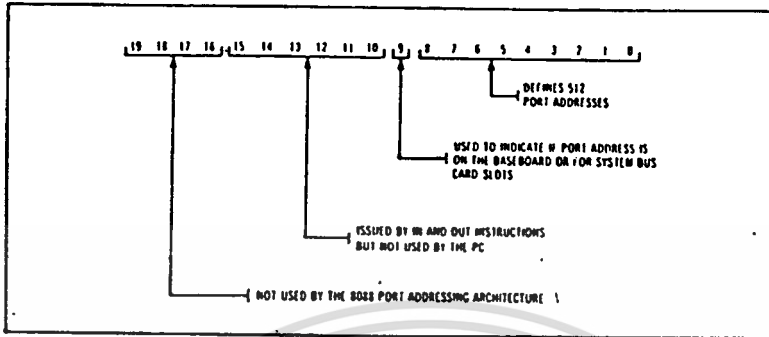 19 18 17 16 15 14 13 12 11 10 9 8 7 6 5 4 3 2 1 0
DEFINES 512
PORT ADDRESSES
USED TO INDICATE IF PORT ADDRESS IS
ON THE BASEBOARD OR FOR SYSTEM BUS
CARD SLOTS
ISSUED BY IN AND OUT INSTRUCTIONS
BUT NOT USED BY THE PC
NOT USED BY THE 8088 PORT ADDRESSING ARCHITECTURE